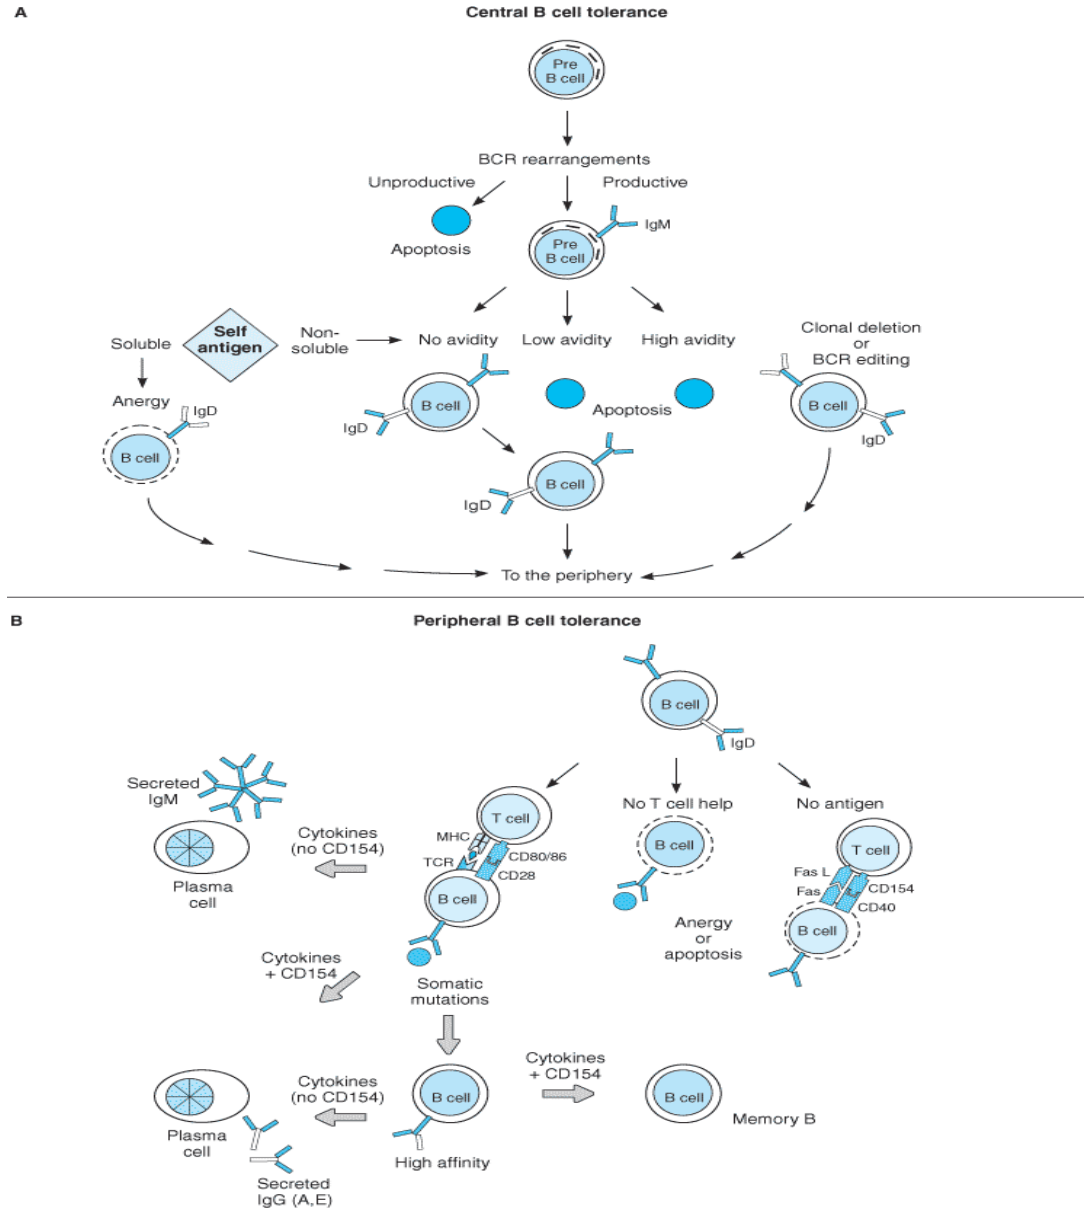 A
Central B cell tolerance
Pre
B cell
BCR rearrangements
Unproductive
Productive
IgM
Apoptosis
Pre
B cell
Soluble
Self
antigen
Non-
soluble
No avidity
Low avidity
High avidity
Clonal deletion
or
BCR editing
Anergy
IgD
B cell
B cell
IgD
Apoptosis
B cell
IgD
B cell
IgD
To the periphery
B
Peripheral B cell tolerance
B cell
IgD
Secreted
IgM
Plasma
cell
Cytokines
(no CD154)
T cell
MHC
TCR
CD80/86
CD28
B cell
No T cell help
B cell
Anergy
or
apoptosis
No antigen
T cell
Fas L
Fas
CD154
CD40
B cell
Cytokines
+ CD154
Somatic
mutations
Cytokines
(no CD154)
Plasma
cell
Secreted
IgG (A,E)
B cell
High affinity
Cytokines
+ CD154
B cell
Memory B